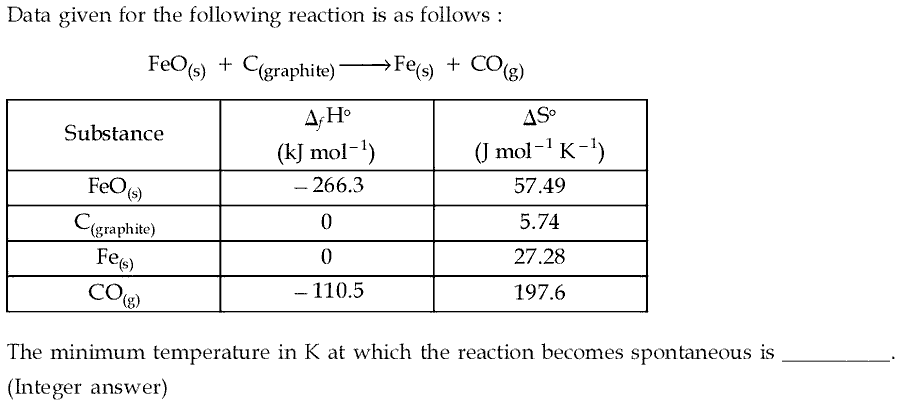 Data given for the following reaction is as follows :
FeO(s) + C(graphite) ⟶ Fe(s) + CO(g)
Substance ΔfH° (kJ mol⁻¹) ΔS° (J mol⁻¹ K⁻¹)
FeO(s) – 266.3 57.49
C(graphite) 0 5.74
Fe(s) 0 27.28
CO(g) – 110.5 197.6
The minimum temperature in K at which the reaction becomes spontaneous is __________.
(Integer answer)